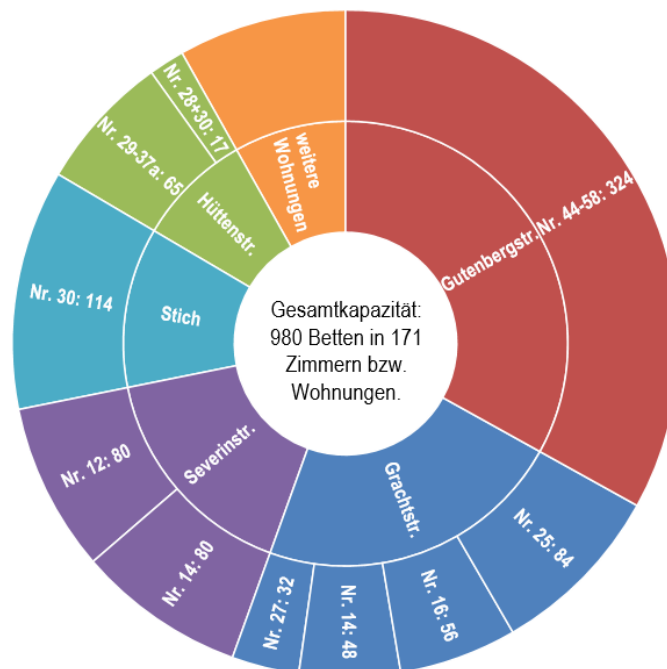 Gesamtkapazität:
980 Betten in 171
Zimmern bzw.
Wohnungen.
Gutenbergstr.
Nr. 44-58: 324
Grachtstr.
Nr. 25: 84
Nr. 16: 56
Nr. 14: 48
Nr. 27: 32
Severinstr.
Nr. 14: 80
Nr. 12: 80
Stich
Nr. 30: 114
Hüttenstr.
Nr. 29-37a: 65
Nr. 28+30: 17
weitere
Wohnungen